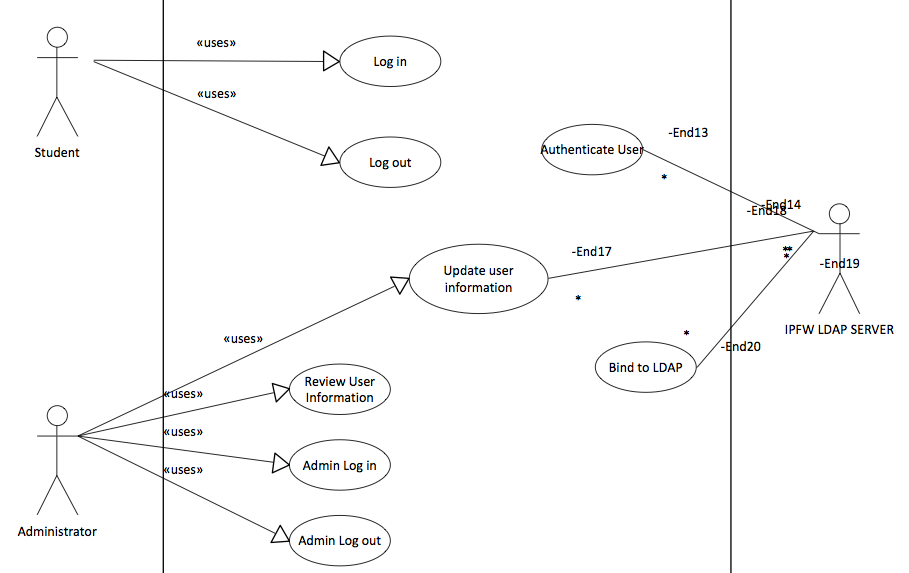 «uses»
Log in
«uses»
Student
Log out
-End13
Authenticate User
*
-End14
-End18
-End17
**
*
-End19
Update user
information
*
IPFW LDAP SERVER
*
«uses»
-End20
Bind to LDAP
Review User
Information
«uses»
«uses»
Admin Log in
«uses»
Administrator
Admin Log out